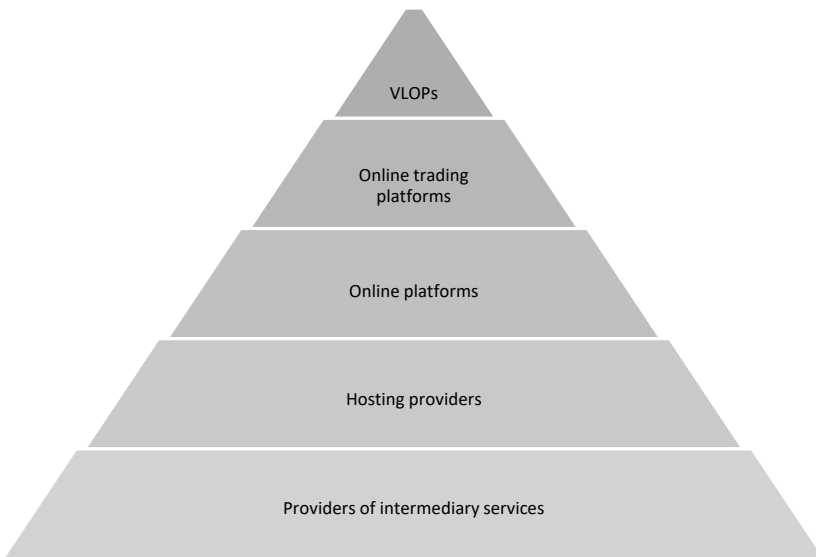 VLOPs
Online trading
platforms
Online platforms
Hosting providers
Providers of intermediary services